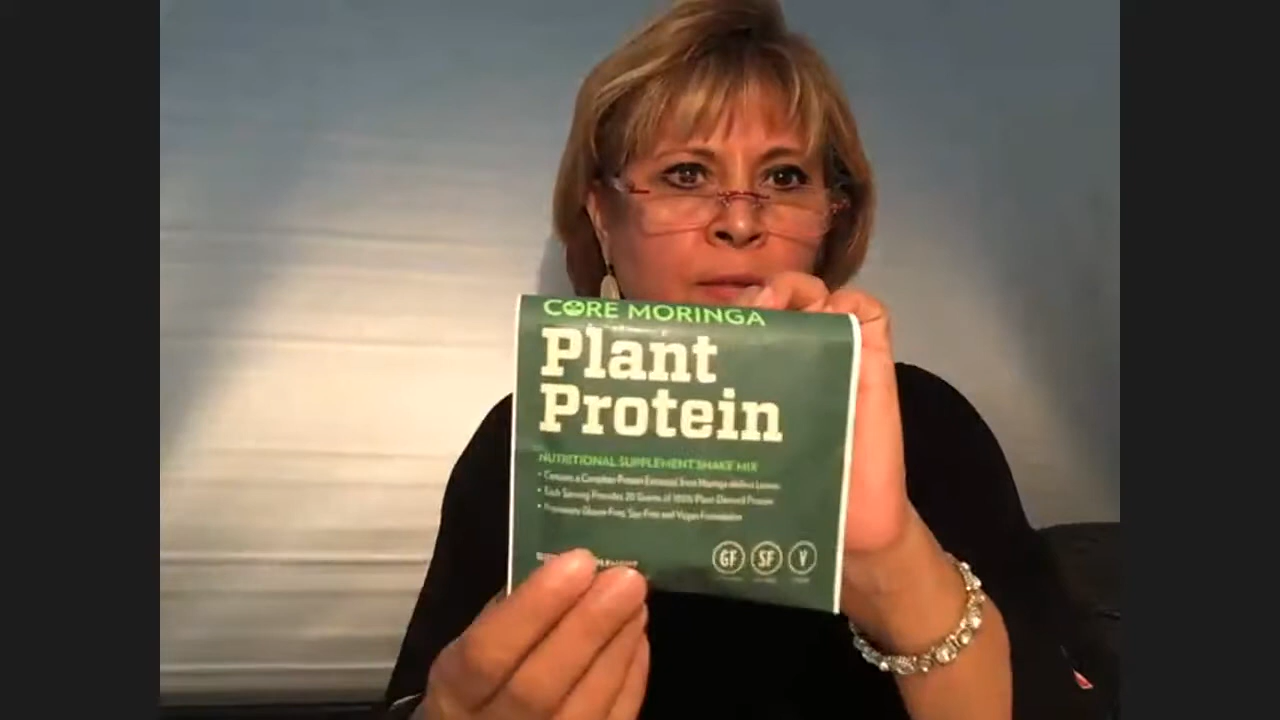 CORE MORINGA
Plant
Protein
NUTRITIONAL SUPPLEMENT SHAKE MIX
• Contains a Complete Protein Extracted from Moringa oleifera Leaves
• Each Serving Provides 20 Grams of 100% Plant-Derived Protein
• Proprietary Gluten-Free, Soy-Free and Vegan Formulation
GF SF V